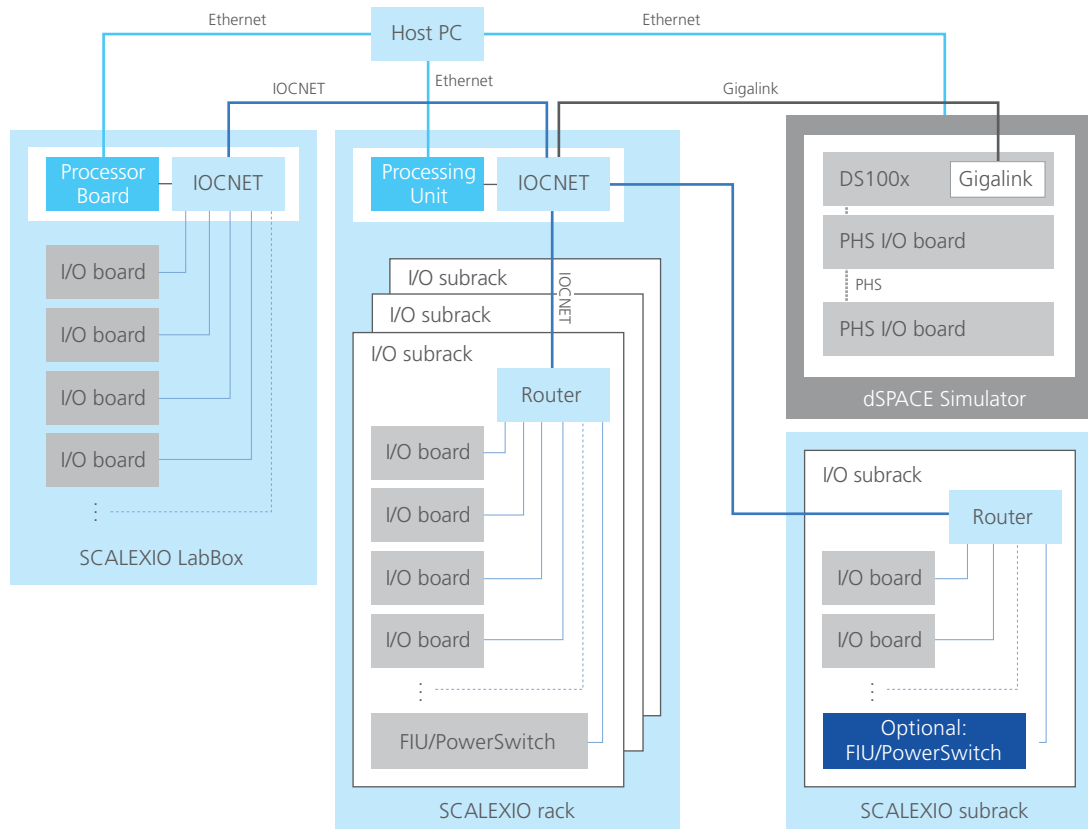 Ethernet
Host PC
Ethernet
Ethernet
IOCNET
Gigalink
Processor
Board
IOCNET
I/O board
I/O board
I/O board
I/O board
SCALEXIO LabBox
Processing
Unit
IOCNET
IOCNET
I/O subrack
I/O subrack
I/O subrack
Router
I/O board
I/O board
I/O board
I/O board
FIU/PowerSwitch
SCALEXIO rack
DS100x
Gigalink
PHS I/O board
PHS
PHS I/O board
dSPACE Simulator
I/O subrack
Router
I/O board
I/O board
Optional:
FIU/PowerSwitch
SCALEXIO subrack